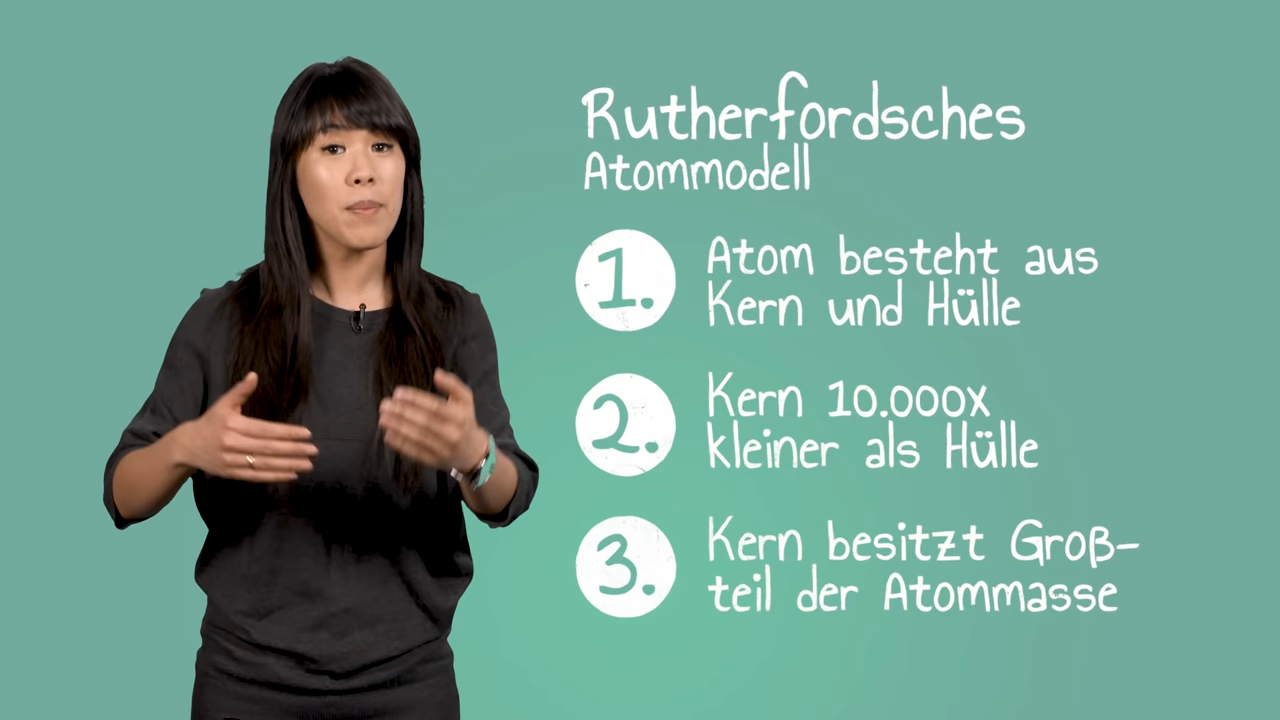 Rutherfordsches
Atommodell
1. Atom besteht aus
Kern und Hülle
2. Kern 10.000x
kleiner als Hülle
3. Kern besitzt Groß-
teil der Atommasse